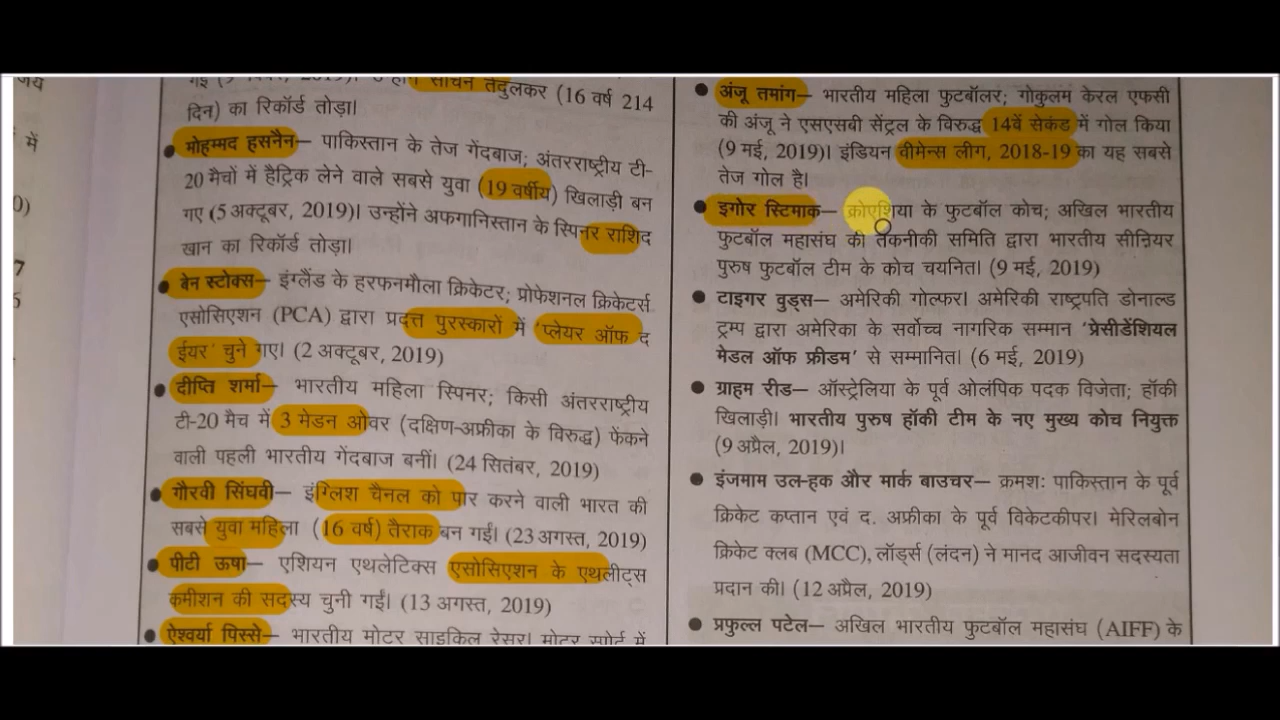 जय
में
0)
7
5
सचिन तेंदुलकर (16 वर्ष 214
दिन) का रिकॉर्ड तोड़ा।
● मोहम्मद हसनैन– पाकिस्तान के तेज गेंदबाज; अंतरराष्ट्रीय टी-
20 मैचों में हैट्रिक लेने वाले सबसे युवा (19 वर्षीय) खिलाड़ी बन
गए (5 अक्टूबर, 2019)। उन्होंने अफगानिस्तान के स्पिनर राशिद
खान का रिकॉर्ड तोड़ा।
● बेन स्टोक्स– इंग्लैंड के हरफनमौला क्रिकेटर; प्रोफेशनल क्रिकेटर्स
एसोसिएशन (PCA) द्वारा प्रदत्त पुरस्कारों में 'प्लेयर ऑफ द
ईयर' चुने गए। (2 अक्टूबर, 2019)
● दीप्ति शर्मा– भारतीय महिला स्पिनर; किसी अंतरराष्ट्रीय
टी-20 मैच में 3 मेडन ओवर (दक्षिण-अफ्रीका के विरुद्ध) फेंकने
वाली पहली भारतीय गेंदबाज बनीं। (24 सितंबर, 2019)
● गौरवी सिंघवी– इंग्लिश चैनल को पार करने वाली भारत की
सबसे युवा महिला (16 वर्ष) तैराक बन गईं। (23 अगस्त, 2019)
● पीटी ऊषा– एशियन एथलेटिक्स एसोसिएशन के एथलीट्स
कमीशन की सदस्य चुनी गईं। (13 अगस्त, 2019)
● ऐश्वर्या पिस्से– भारतीय मोटर साइकिल रेसर। मोटर स्पोर्ट में
● अंजू तमांग– भारतीय महिला फुटबॉलर; गोकुलम केरल एफसी
की अंजू ने एसएसबी सेंट्रल के विरुद्ध 14वें सेकंड में गोल किया
(9 मई, 2019)। इंडियन वीमेन्स लीग, 2018-19 का यह सबसे
तेज गोल है।
● इगोर स्टिमाक– क्रोएशिया के फुटबॉल कोच; अखिल भारतीय
फुटबॉल महासंघ की तकनीकी समिति द्वारा भारतीय सीनियर
पुरुष फुटबॉल टीम के कोच चयनित। (9 मई, 2019)
● टाइगर वुड्स– अमेरिकी गोल्फर। अमेरिकी राष्ट्रपति डोनाल्ड
ट्रम्प द्वारा अमेरिका के सर्वोच्च नागरिक सम्मान 'प्रेसीडेंशियल
मेडल ऑफ फ्रीडम' से सम्मानित। (6 मई, 2019)
● ग्राहम रीड– ऑस्ट्रेलिया के पूर्व ओलंपिक पदक विजेता; हॉकी
खिलाड़ी। भारतीय पुरुष हॉकी टीम के नए मुख्य कोच नियुक्त
(9 अप्रैल, 2019)।
● इंजमाम उल-हक और मार्क बाउचर– क्रमशः पाकिस्तान के पूर्व
क्रिकेट कप्तान एवं द. अफ्रीका के पूर्व विकेटकीपर। मेरिलबोन
क्रिकेट क्लब (MCC), लॉर्ड्स (लंदन) ने मानद आजीवन सदस्यता
प्रदान की। (12 अप्रैल, 2019)
● प्रफुल्ल पटेल– अखिल भारतीय फुटबॉल महासंघ (AIFF) के